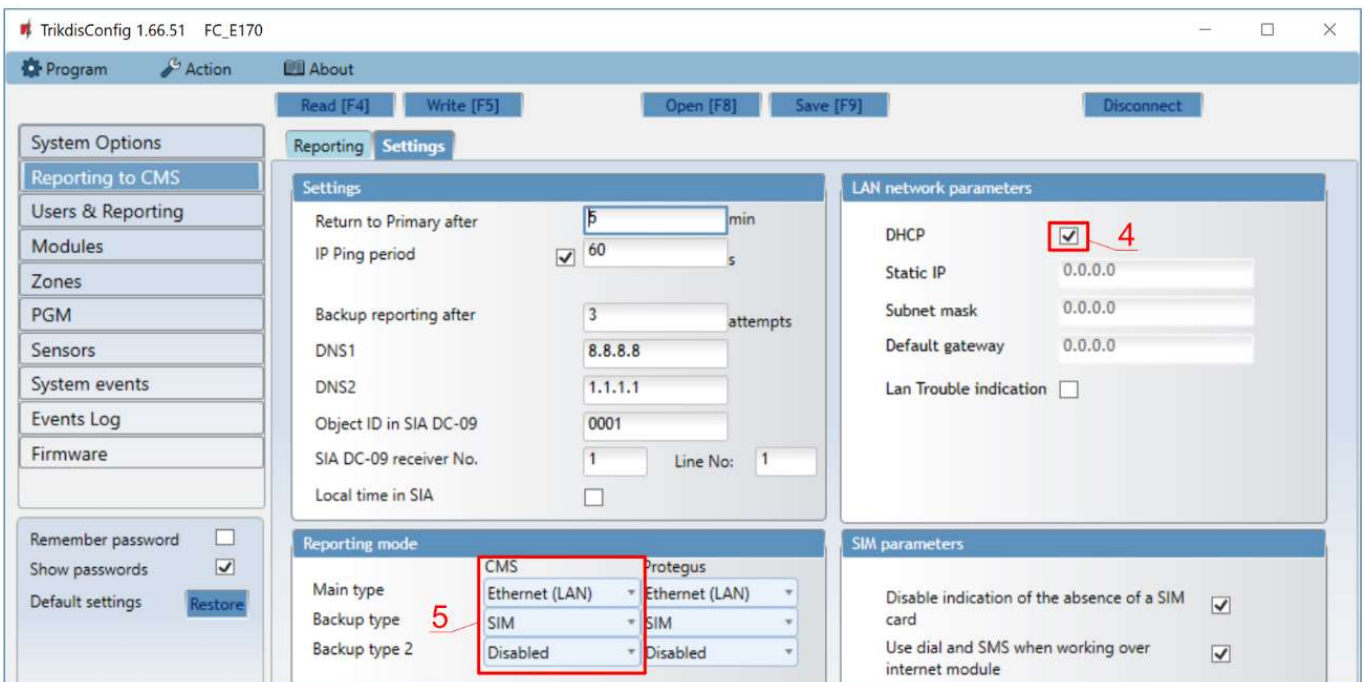 TrikdisConfig 1.66.51 FC_E170
Program Action About
Read [F4] Write [F5] Open [F8] Save [F9] Disconnect
System Options
Reporting to CMS
Users & Reporting
Modules
Zones
PGM
Sensors
System events
Events Log
Firmware
Remember password
Show passwords
Default settings Restore
Reporting Settings
Settings
Return to Primary after 5 min
IP Ping period 60 s
Backup reporting after 3 attempts
DNS1 8.8.8.8
DNS2 1.1.1.1
Object ID in SIA DC-09 0001
SIA DC-09 receiver No. 1 Line No: 1
Local time in SIA
LAN network parameters
DHCP 4
Static IP 0.0.0.0
Subnet mask 0.0.0.0
Default gateway 0.0.0.0
Lan Trouble indication
Reporting mode
CMS Protegus
Main type Ethernet (LAN) Ethernet (LAN)
Backup type 5 SIM SIM
Backup type 2 Disabled Disabled
SIM parameters
Disable indication of the absence of a SIM
card
Use dial and SMS when working over
internet module